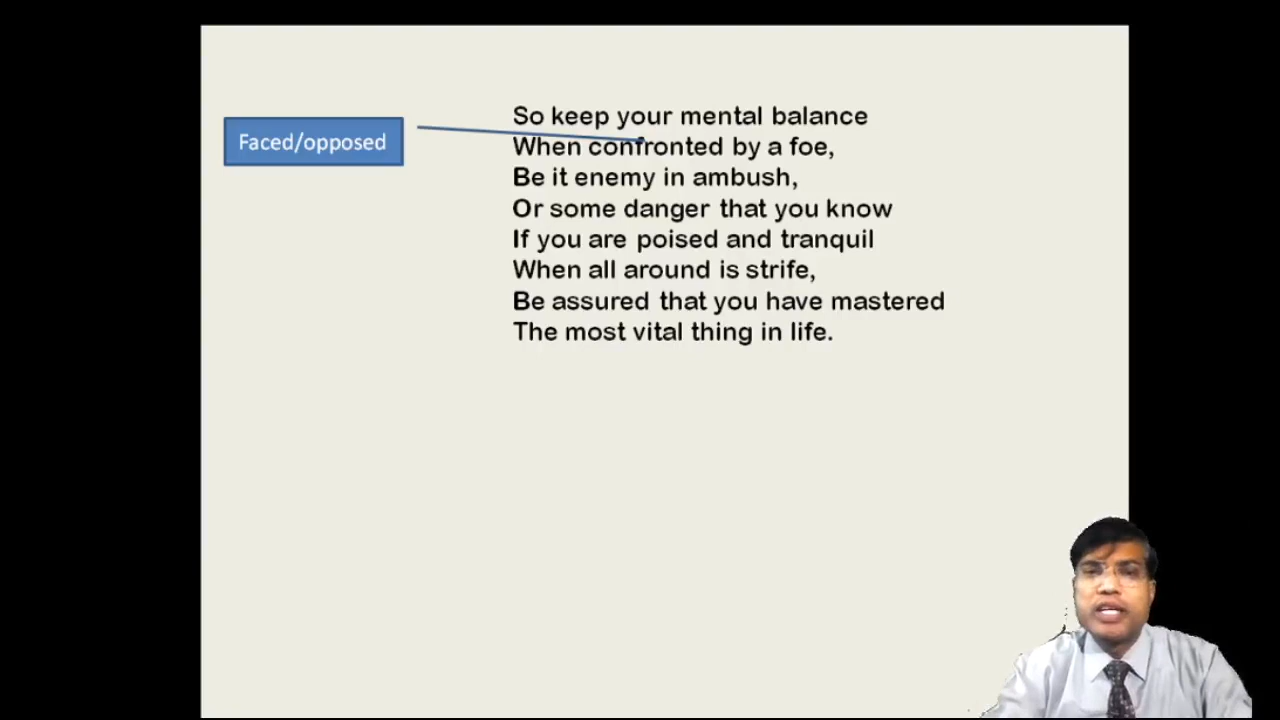 Faced/opposed
So keep your mental balance
When confronted by a foe,
Be it enemy in ambush,
Or some danger that you know
If you are poised and tranquil
When all around is strife,
Be assured that you have mastered
The most vital thing in life.